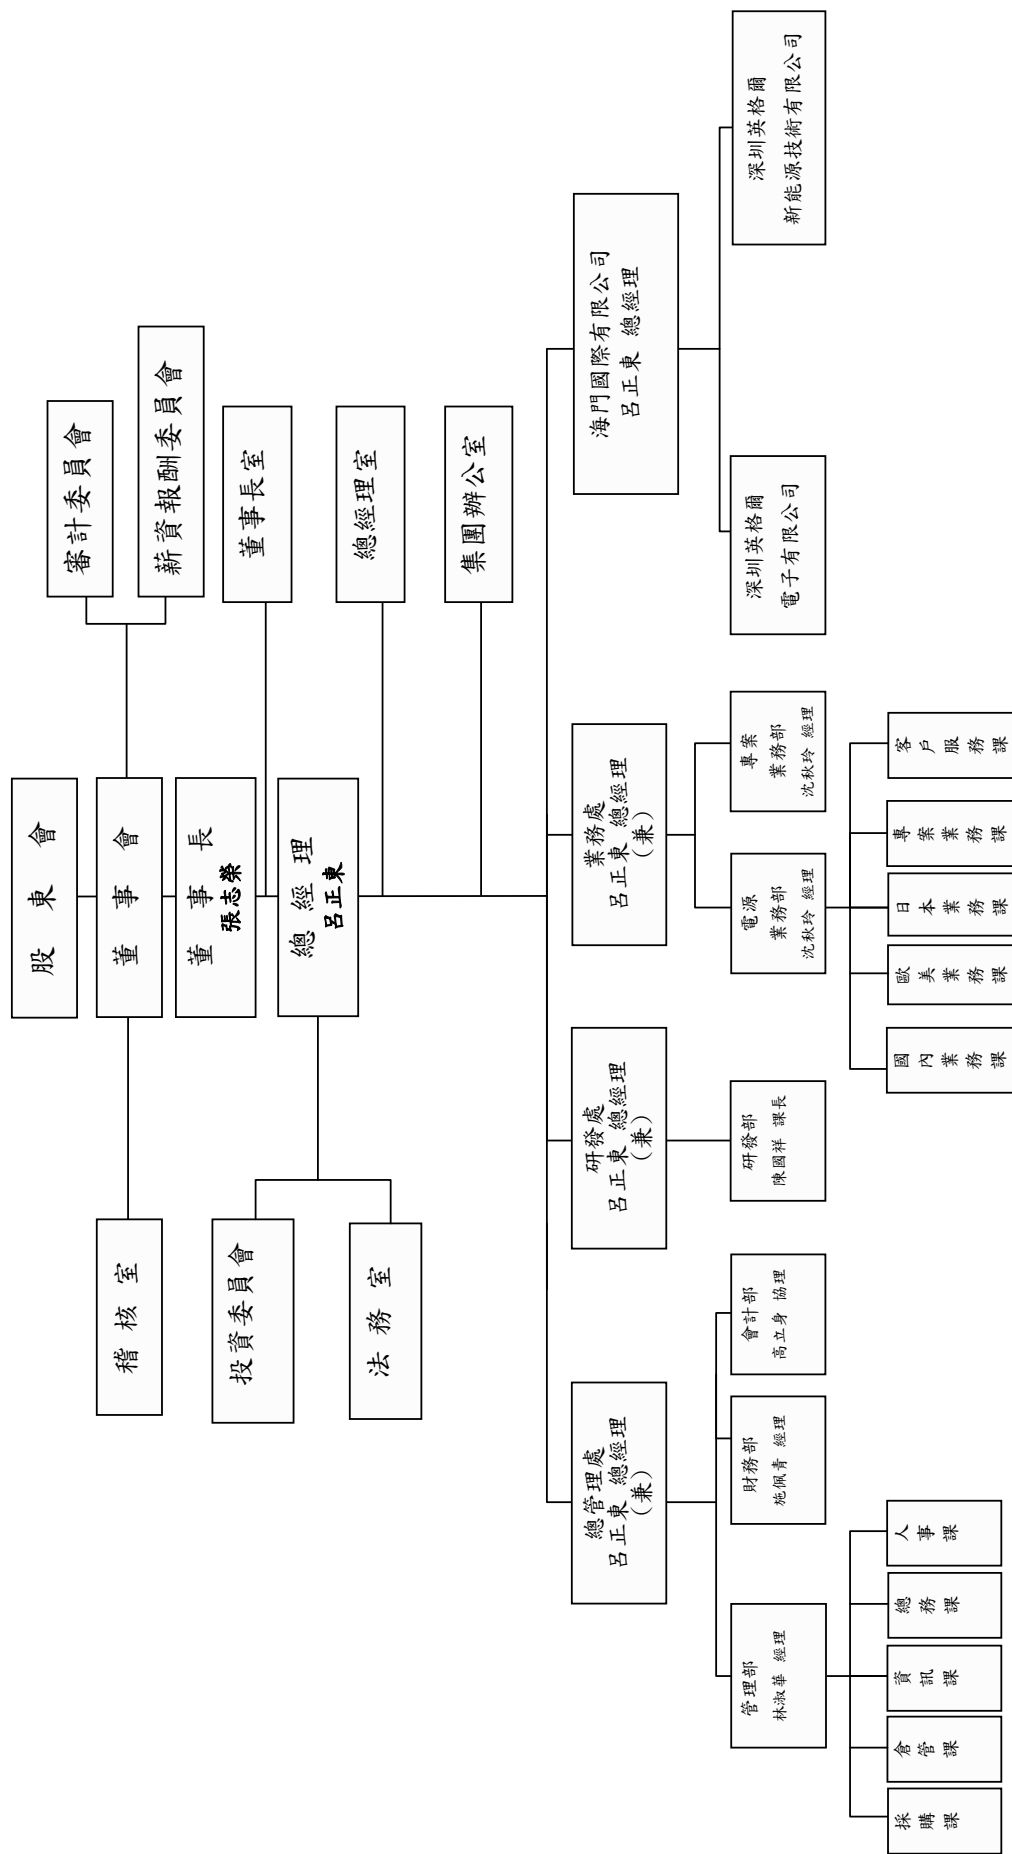 股東會
董事會
審計委員會
薪資報酬委員會
稽核室
董事長
張志榮
董事長室
總經理
呂正東
總經理室
投資委員會
法務室
集團辦公室
總管理處
呂正東 總經理
(兼)
研發處
呂正東 總經理
(兼)
業務處
呂正東 總經理
(兼)
海門國際有限公司
呂正東 總經理
管理部
林淑華 經理
財務部
施佩青 經理
會計部
高立身 協理
研發部
陳國祥 課長
電源
業務部
沈秋玲 經理
專案
業務部
沈秋玲 經理
深圳英格爾
電子有限公司
深圳英格爾
新能源技術有限公司
採購課
倉管課
資訊課
總務課
人事課
國內業務課
歐美業務課
日本業務課
專案業務課
客戶服務課